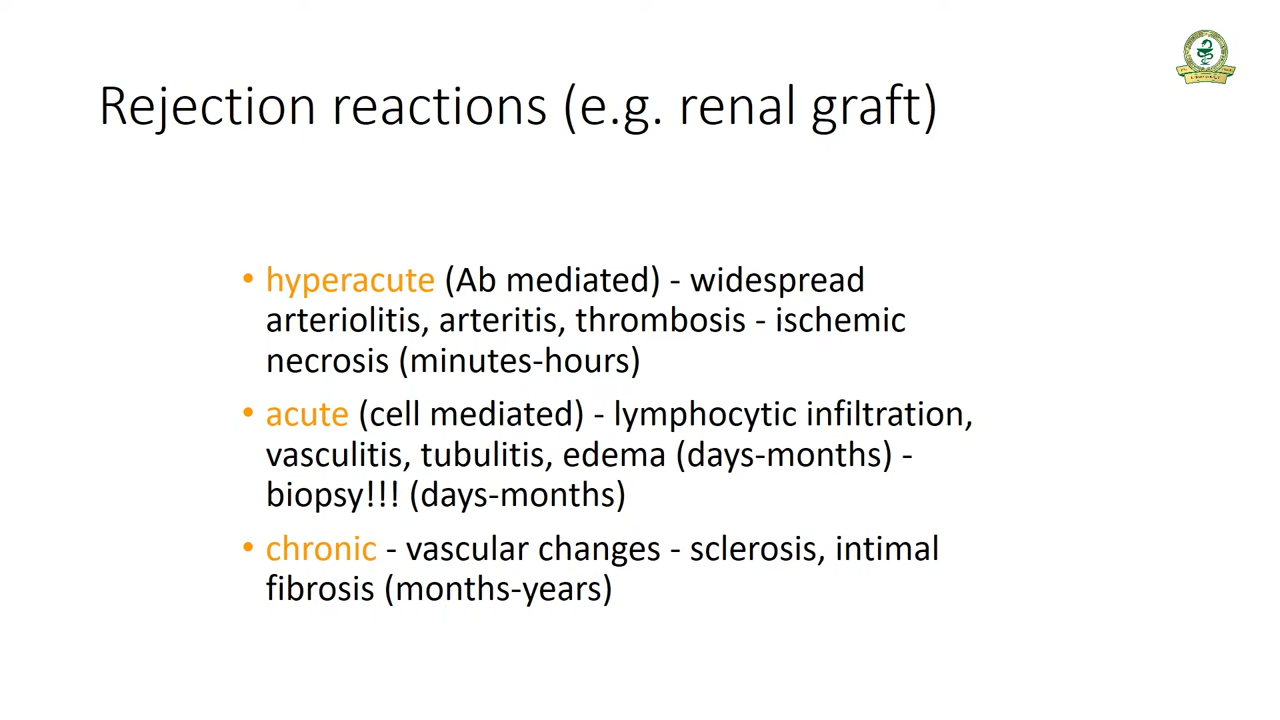 Rejection reactions (e.g. renal graft)
• hyperacute (Ab mediated) - widespread
arteriolitis, arteritis, thrombosis - ischemic
necrosis (minutes-hours)
• acute (cell mediated) - lymphocytic infiltration,
vasculitis, tubulitis, edema (days-months) -
biopsy!!! (days-months)
• chronic - vascular changes - sclerosis, intimal
fibrosis (months-years)